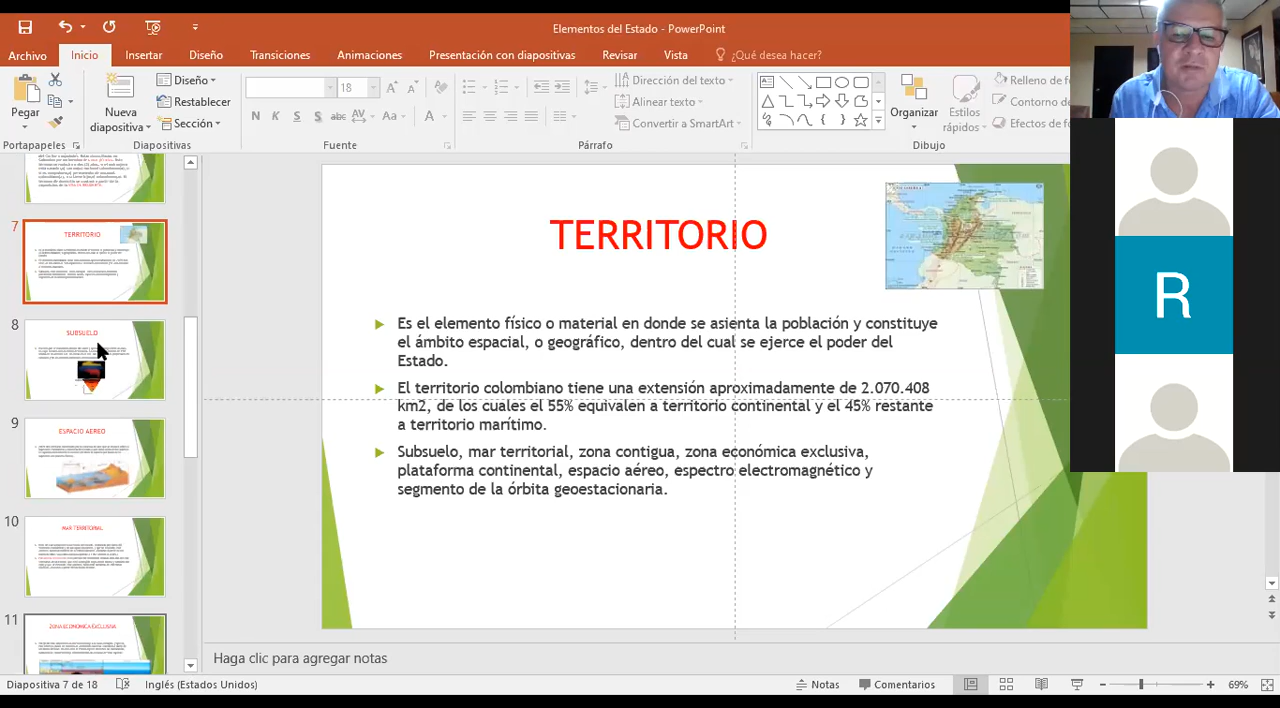 Elementos del Estado - PowerPoint
Archivo Inicio Insertar Diseño Transiciones Animaciones Presentación con diapositivas Revisar Vista ¿Qué desea hacer?
Pegar
Nueva
diapositiva
Diseño
Restablecer
Sección
18
N K S S abc AV Aa A
Dirección del texto
Alinear texto
Convertir a SmartArt
Organizar
Estilos
rápidos
Relleno de fo
Contorno de
Efectos de fo
Portapapeles Diapositivas Fuente Párrafo Dibujo
7
TERRITORIO
8
SUBSUELO
9
ESPACIO AEREO
10
MAR TERRITORIAL
11
ZONA ECONOMICA EXCLUSIVA
TERRITORIO
Es el elemento físico o material en donde se asienta la población y constituye
el ámbito espacial, o geográfico, dentro del cual se ejerce el poder del
Estado.
El territorio colombiano tiene una extensión aproximadamente de 2.070.408
km2, de los cuales el 55% equivalen a territorio continental y el 45% restante
a territorio marítimo.
Subsuelo, mar territorial, zona contigua, zona económica exclusiva,
plataforma continental, espacio aéreo, espectro electromagnético y
segmento de la órbita geoestacionaria.
R
Haga clic para agregar notas
Diapositiva 7 de 18 Inglés (Estados Unidos) Notas Comentarios 69%